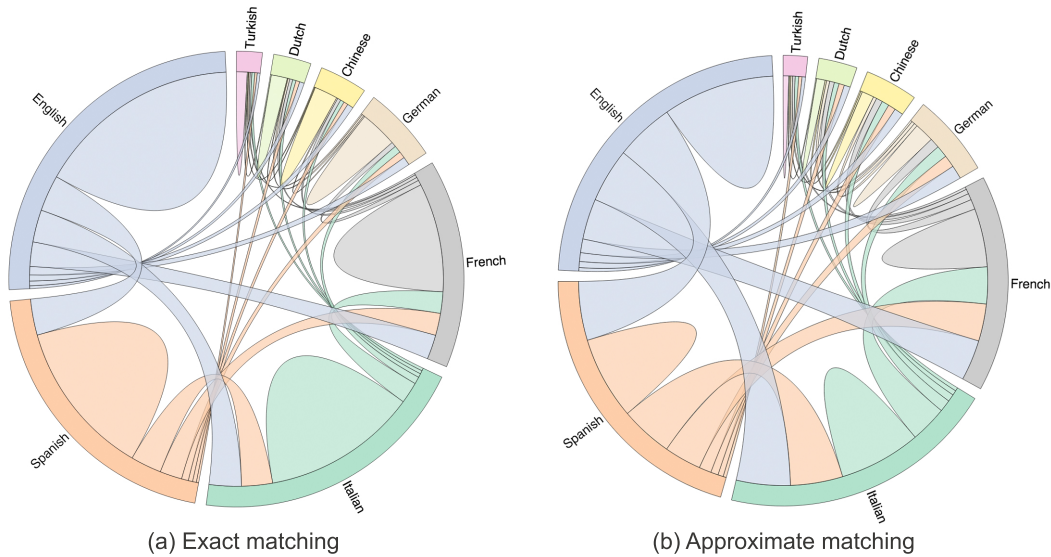 Turkish
Dutch
Chinese
German
French
Italian
Spanish
English
(a) Exact matching
Turkish
Dutch
Chinese
German
French
Italian
Spanish
English
(b) Approximate matching